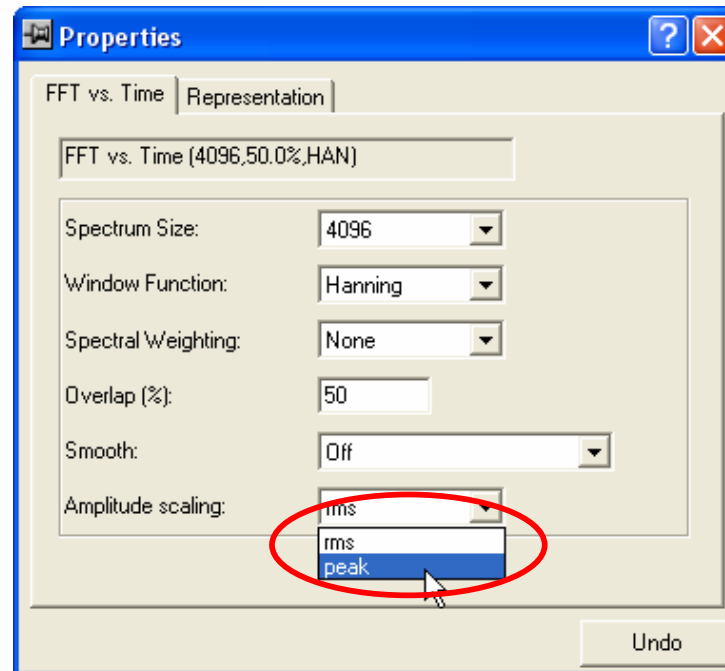 Properties
FFT vs. Time Representation
FFT vs. Time (4096,50.0%,HAN)
Spectrum Size: 4096
Window Function: Hanning
Spectral Weighting: None
Overlap (%): 50
Smooth: Off
Amplitude scaling: rms
rms
peak
Undo